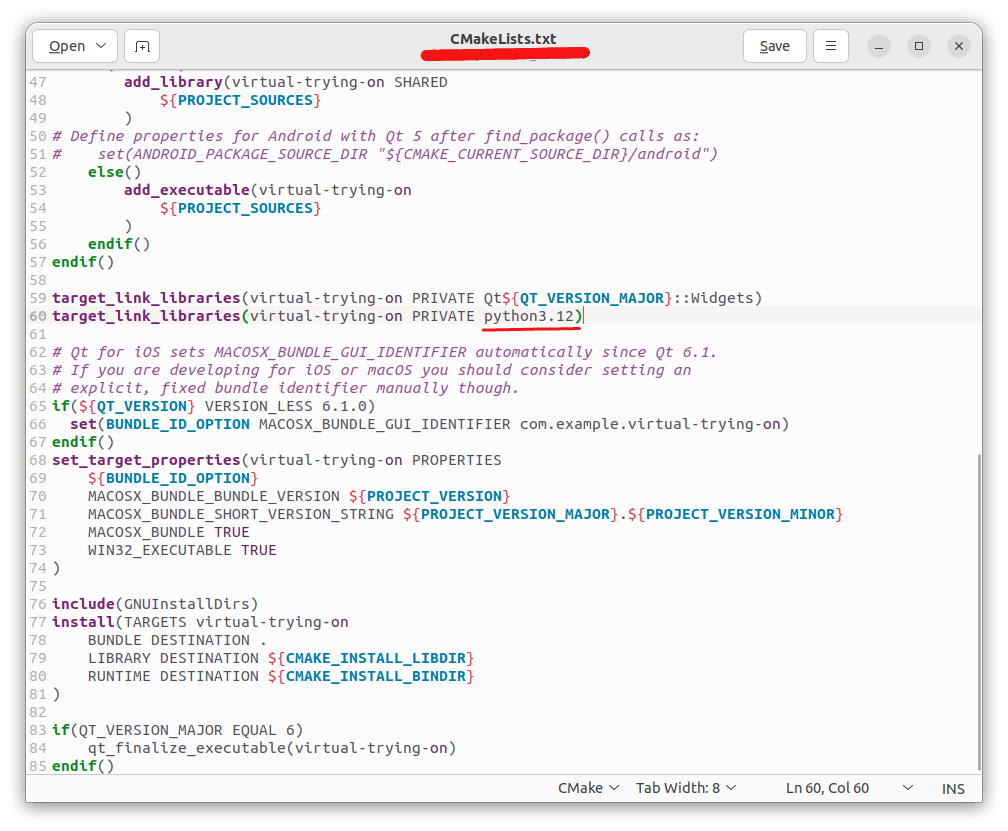 Open
CMakeLists.txt
Save
47         add_library(virtual-trying-on SHARED
48             ${PROJECT_SOURCES}
49         )
50 # Define properties for Android with Qt 5 after find_package() calls as:
51 #    set(ANDROID_PACKAGE_SOURCE_DIR "${CMAKE_CURRENT_SOURCE_DIR}/android")
52     else()
53         add_executable(virtual-trying-on
54             ${PROJECT_SOURCES}
55         )
56     endif()
57 endif()
58
59 target_link_libraries(virtual-trying-on PRIVATE Qt${QT_VERSION_MAJOR}::Widgets)
60 target_link_libraries(virtual-trying-on PRIVATE python3.12)
61
62 # Qt for iOS sets MACOSX_BUNDLE_GUI_IDENTIFIER automatically since Qt 6.1.
63 # If you are developing for iOS or macOS you should consider setting an
64 # explicit, fixed bundle identifier manually though.
65 if(${QT_VERSION} VERSION_LESS 6.1.0)
66   set(BUNDLE_ID_OPTION MACOSX_BUNDLE_GUI_IDENTIFIER com.example.virtual-trying-on)
67 endif()
68 set_target_properties(virtual-trying-on PROPERTIES
69     ${BUNDLE_ID_OPTION}
70     MACOSX_BUNDLE_BUNDLE_VERSION ${PROJECT_VERSION}
71     MACOSX_BUNDLE_SHORT_VERSION_STRING ${PROJECT_VERSION_MAJOR}.${PROJECT_VERSION_MINOR}
72     MACOSX_BUNDLE TRUE
73     WIN32_EXECUTABLE TRUE
74 )
75
76 include(GNUInstallDirs)
77 install(TARGETS virtual-trying-on
78     BUNDLE DESTINATION .
79     LIBRARY DESTINATION ${CMAKE_INSTALL_LIBDIR}
80     RUNTIME DESTINATION ${CMAKE_INSTALL_BINDIR}
81 )
82
83 if(QT_VERSION_MAJOR EQUAL 6)
84     qt_finalize_executable(virtual-trying-on)
85 endif()
CMake Tab Width: 8 Ln 60, Col 60 INS